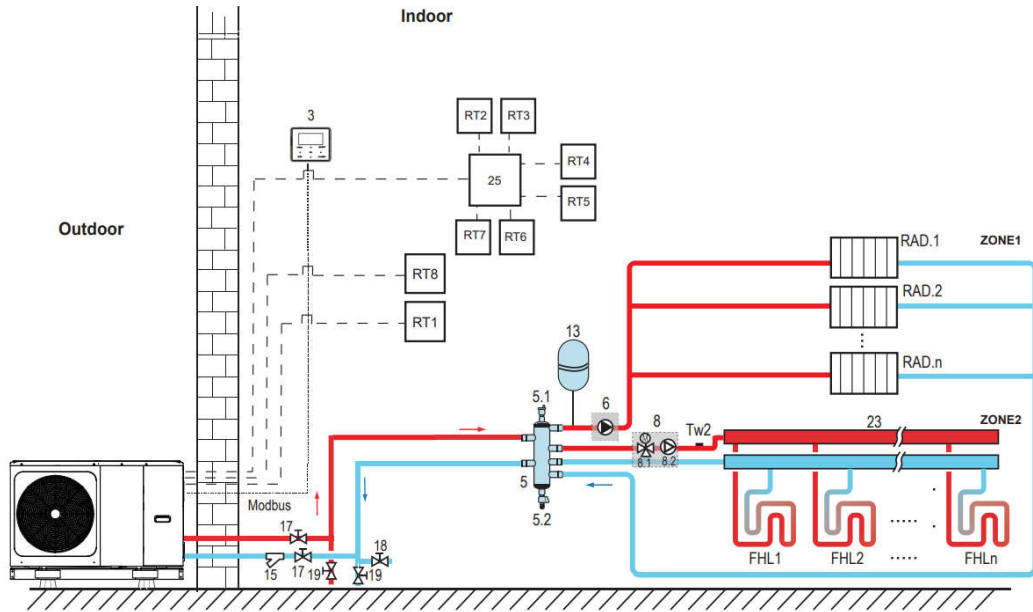 Indoor
3
RT2
RT3
RT4
25
RT5
RT7
RT6
Outdoor
RAD.1
ZONE1
RT8
RAD.2
RT1
13
RAD.n
5.1
6
8
Tw2
23
ZONE2
M
8.1
8.2
5
Modbus
5.2
17
18
15
17
19
19
FHL1
FHL2
FHLn